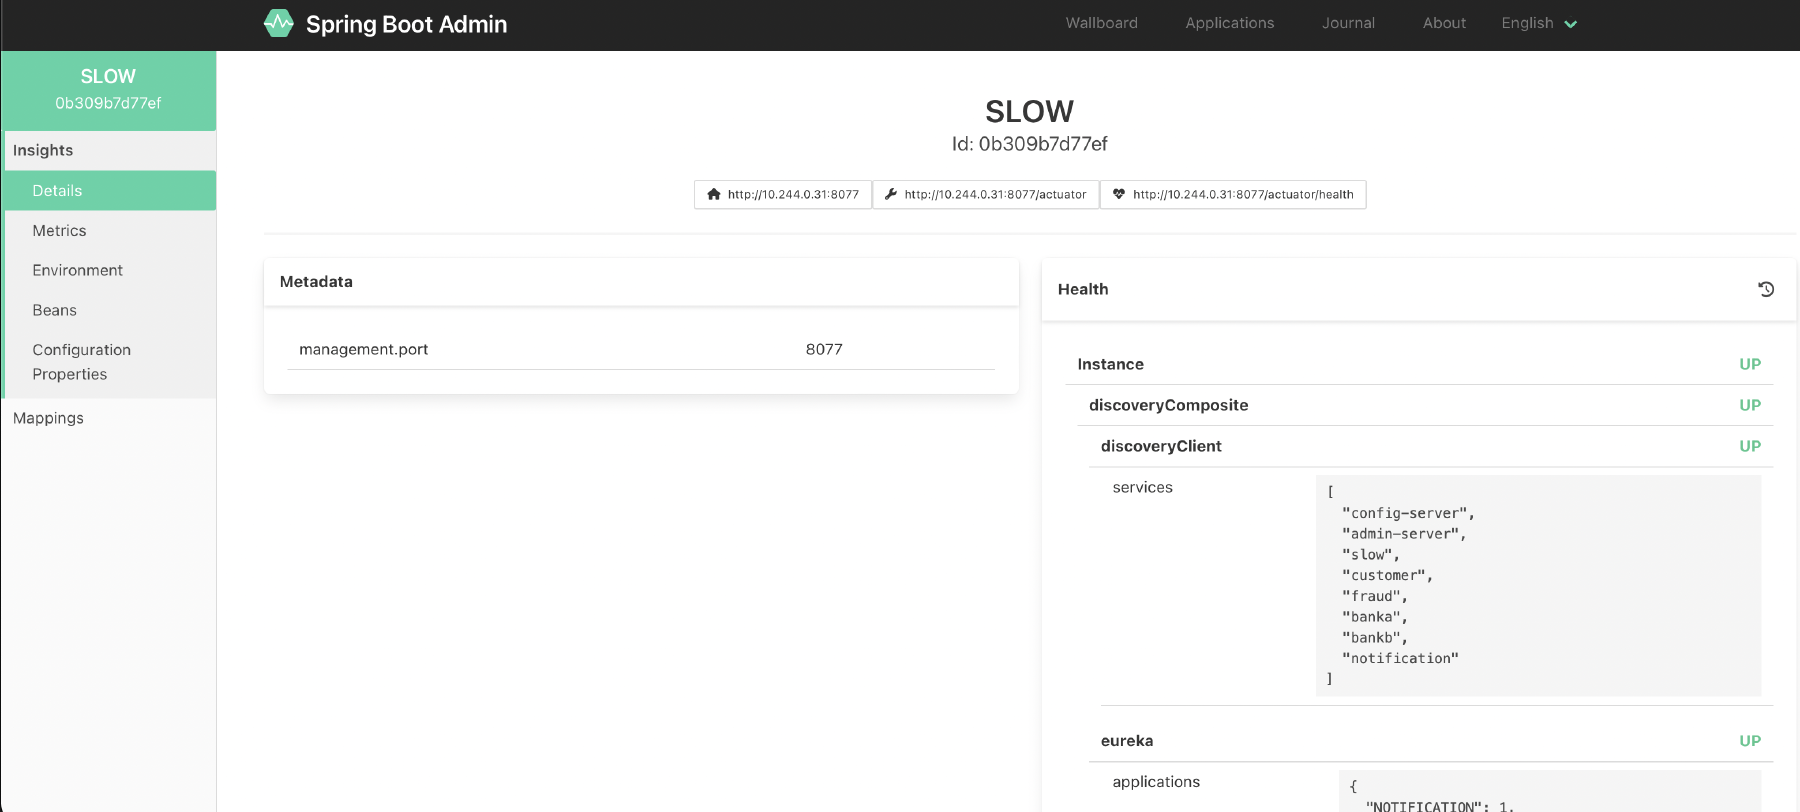 Spring Boot Admin
Wallboard Applications Journal About English
SLOW
0b309b7d77ef
Insights
Details
Metrics
Environment
Beans
Configuration
Properties
Mappings
SLOW
Id: 0b309b7d77ef
http://10.244.0.31:8077 http://10.244.0.31:8077/actuator http://10.244.0.31:8077/actuator/health
Metadata
management.port 8077
Health
Instance UP
discoveryComposite UP
discoveryClient UP
services [
"config-server",
"admin-server",
"slow",
"customer",
"fraud",
"banka",
"bankb",
"notification"
]
eureka UP
applications {
"NOTIFICATION": 1,